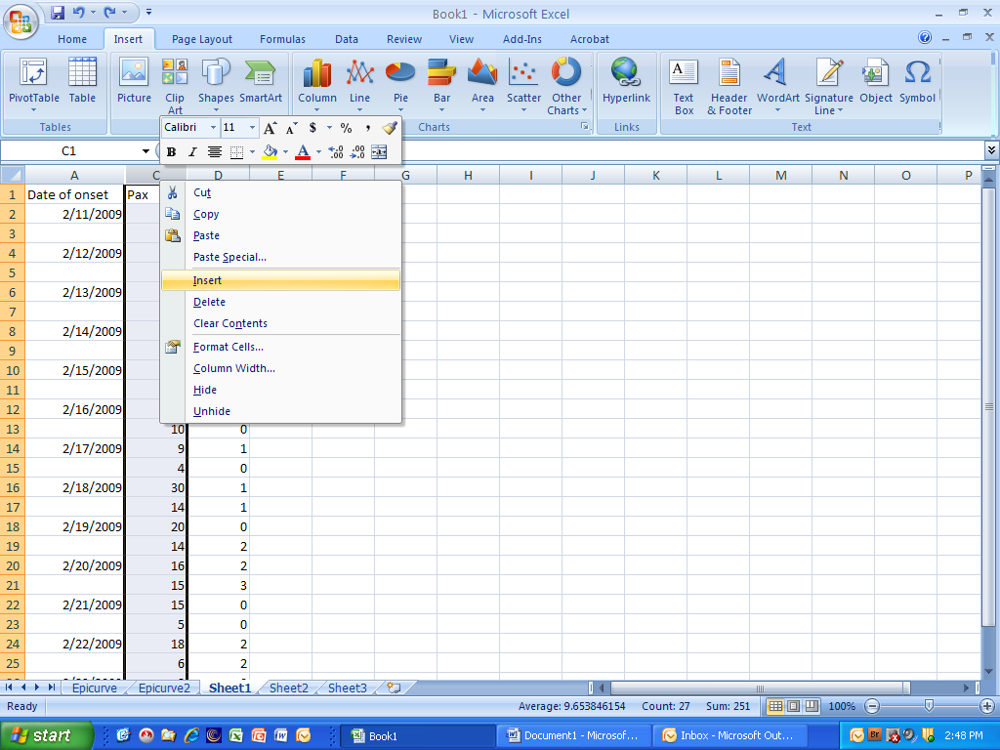 Book1 - Microsoft Excel
Home Insert Page Layout Formulas Data Review View Add-Ins Acrobat
PivotTable Table Picture Clip Art Shapes SmartArt Column Line Pie Bar Area Scatter Other Charts Hyperlink Text Box Header & Footer WordArt Signature Line Object Symbol
Tables Charts Links Text
Calibri 11 A A $ % ,
B I A .00 .00
C1
A C D E F G H I J K L M N O P
1 Date of onset Pax
2 2/11/2009
3
4 2/12/2009
5
6 2/13/2009
7
8 2/14/2009
9
10 2/15/2009
11
12 2/16/2009
Cut
Copy
Paste
Paste Special...
Insert
Delete
Clear Contents
Format Cells...
Column Width...
Hide
Unhide
13 10 0
14 2/17/2009 9 1
15 4 0
16 2/18/2009 30 1
17 14 1
18 2/19/2009 20 0
19 14 2
20 2/20/2009 16 2
21 15 3
22 2/21/2009 15 0
23 5 0
24 2/22/2009 18 2
25 6 2
Epicurve Epicurve2 Sheet1 Sheet2 Sheet3
Ready Average: 9.653846154 Count: 27 Sum: 251 100%
start Book1 Document1 - Microsof... Inbox - Microsoft Out... Br 2:48 PM